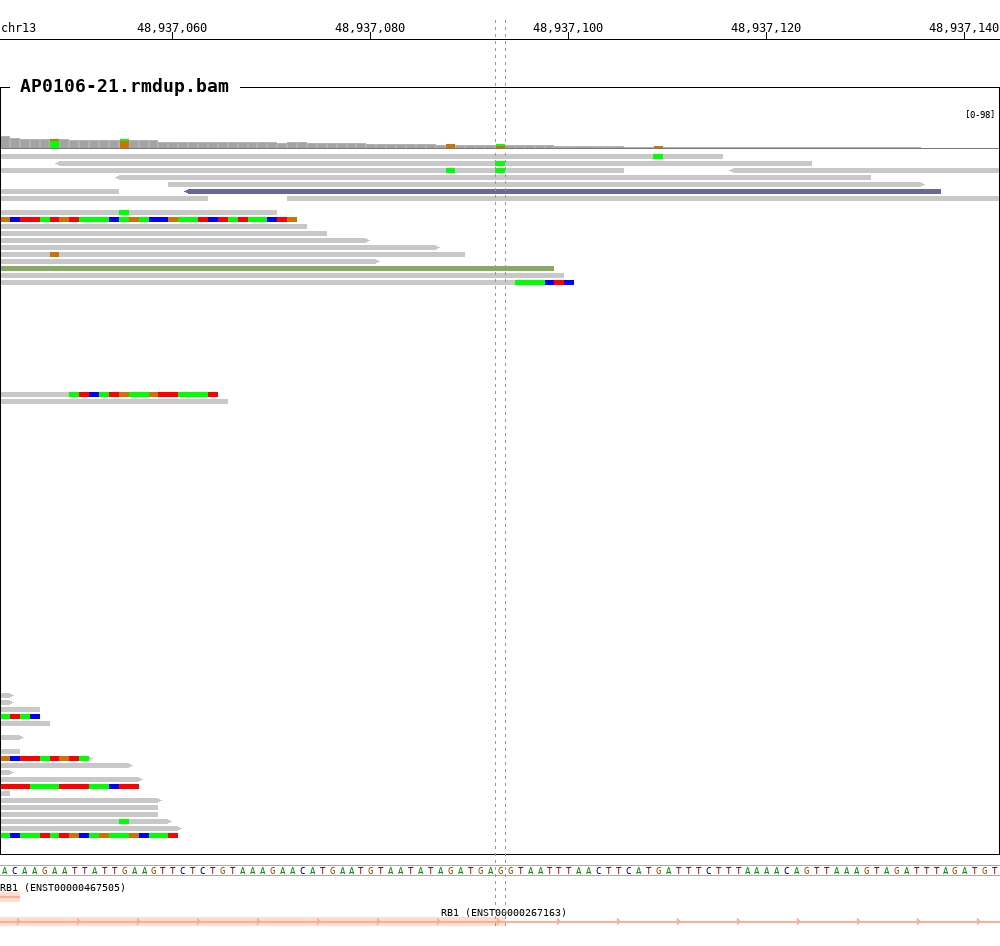 chr13 48,937,060 48,937,080 48,937,100 48,937,120 48,937,140
AP0106-21.rmdup.bam
[0-98]
ACAAGAATTATTGAAGTTCTCTGTAAAGAACATGAATGTAATATAGATGAGGTAATTTAACTTCATGATTTCTTTAAAACAGTTAAAGTAGATTTAGATGT
RB1 (ENST00000467505)
RB1 (ENST00000267163)